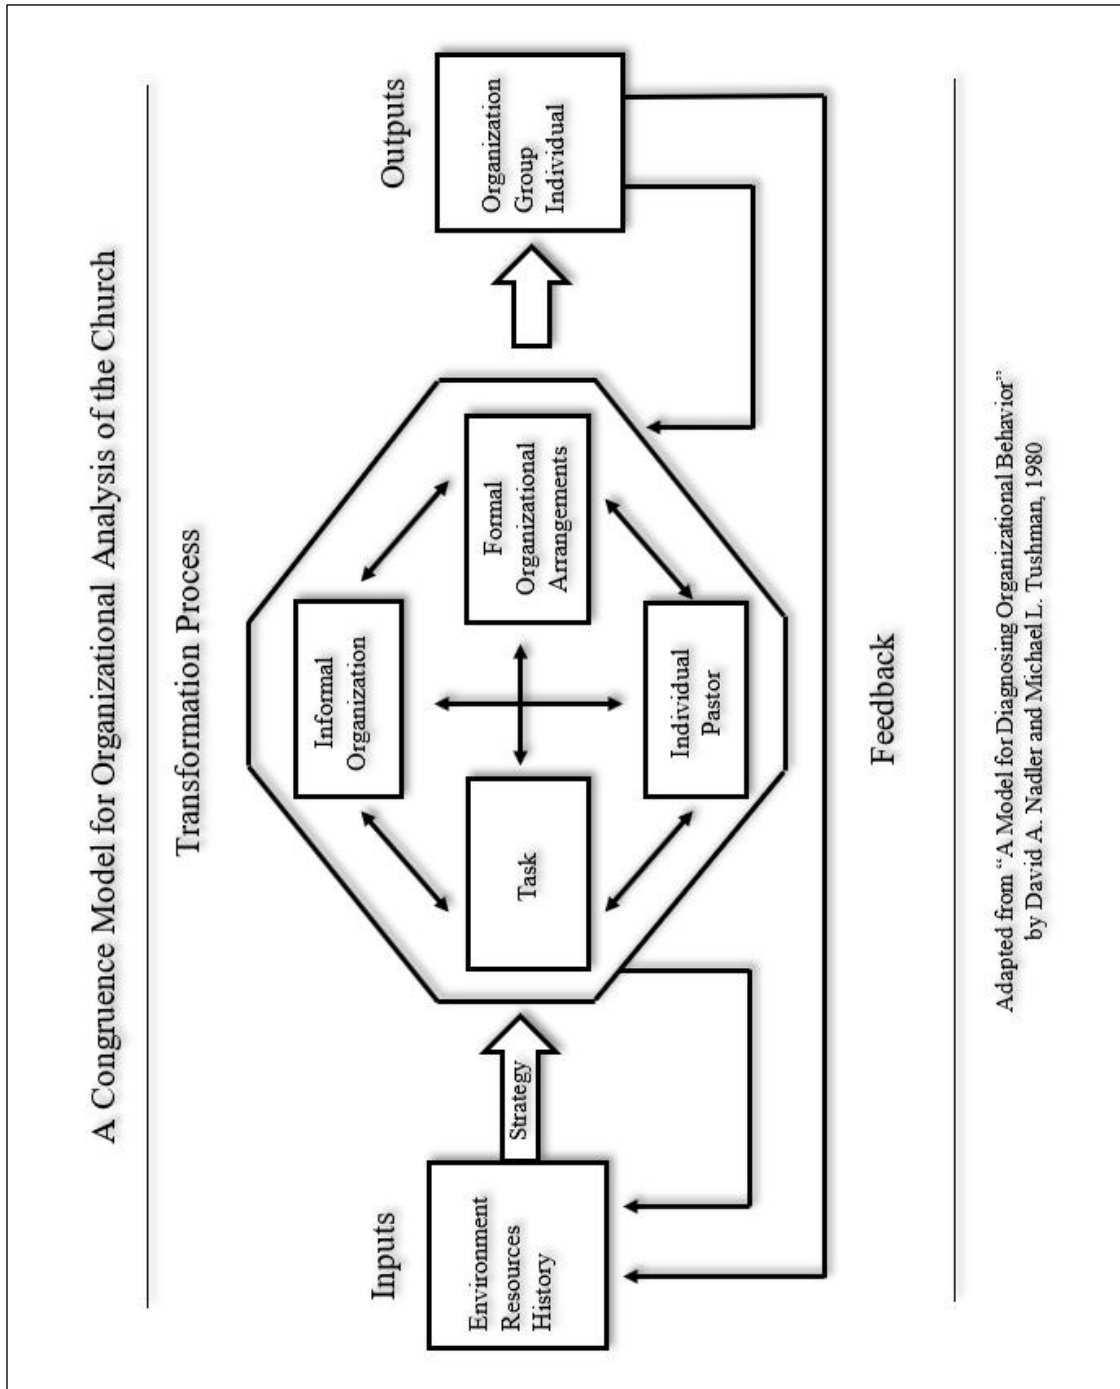 A Congruence Model for Organizational Analysis of the Church
Transformation Process
Inputs
Environment
Resources
History
Strategy
Informal
Organization
Task
Formal
Organizational
Arrangements
Individual
Pastor
Outputs
Organization
Group
Individual
Feedback
Adapted from “A Model for Diagnosing Organizational Behavior”
by David A. Nadler and Michael L. Tushman, 1980